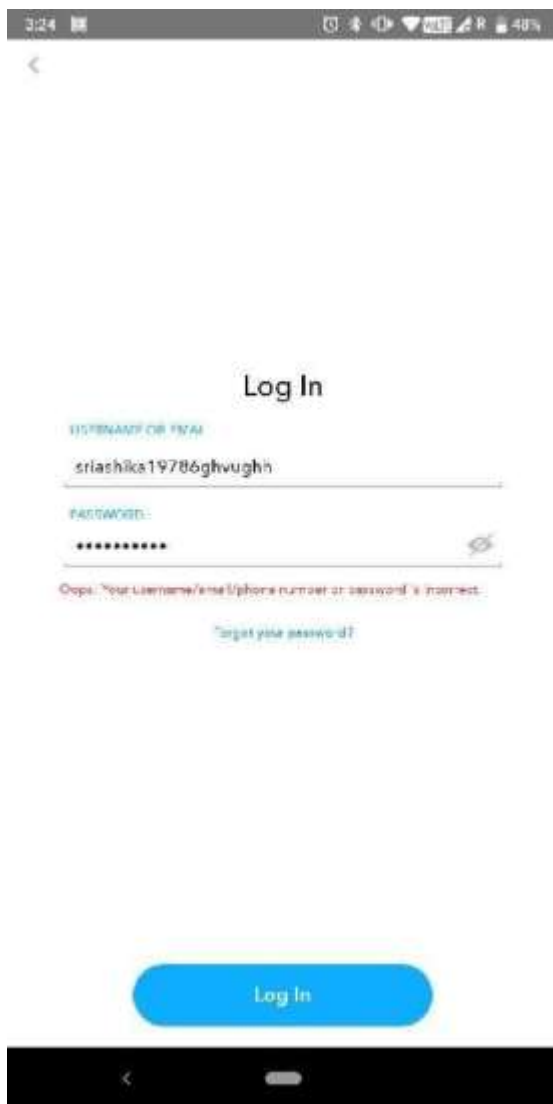 3:24
R 48%
Log In
USERNAME OR EMAIL
sriashika19786ghvughn
PASSWORD
••••••••••
Oops. Your username/email/phone number or password is incorrect.
Forgot your password?
Log In